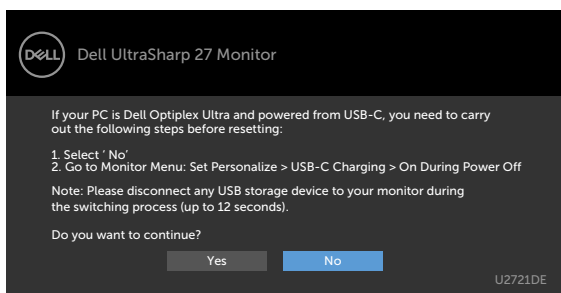 DELL
Dell UltraSharp 27 Monitor
If your PC is Dell Optiplex Ultra and powered from USB-C, you need to carry
out the following steps before resetting:
1. Select ‘ No’
2. Go to Monitor Menu: Set Personalize > USB-C Charging > On During Power Off
Note: Please disconnect any USB storage device to your monitor during
the switching process (up to 12 seconds).
Do you want to continue?
Yes No
U2721DE